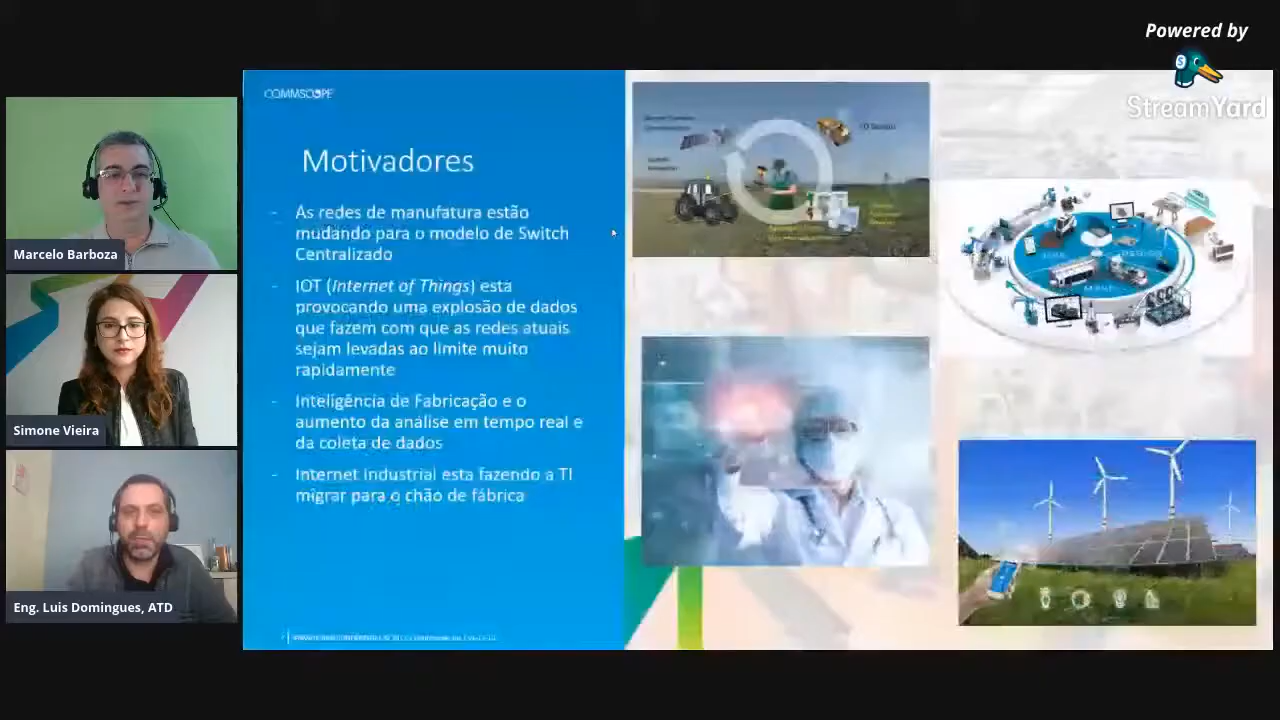 Powered by
StreamYard
COMMSCOPE
Motivadores
- As redes de manufatura estão
mudando para o modelo de Switch
Centralizado
- IOT (Internet of Things) esta
provocando uma explosão de dados
que fazem com que as redes atuais
sejam levadas ao limite muito
rapidamente
- Inteligência de Fabricação e o
aumento da análise em tempo real e
da coleta de dados
- Internet industrial esta fazendo a TI
migrar para o chão de fábrica
Marcelo Barboza
Simone Vieira
Eng. Luis Domingues, ATD